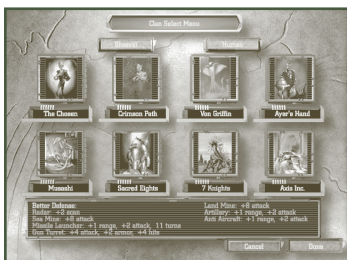 Clan Select Menu
Human
The Chosen
Crimson Path
Von Griffin
Ayer's Hand
Musashi
Sacred Eights
7 Knights
Axis Inc.
Better Defense:
Radar: +2 scan
Sea Mine: +8 attack
Missile Launcher: +1 range, +2 attack, 11 turns
Gun Turret: +4 attack, +2 armor, +4 hits
Land Mine: +8 attack
Artillery: +1 range, +2 attack
Anti Aircraft: +1 range, +2 attack
Cancel
Done